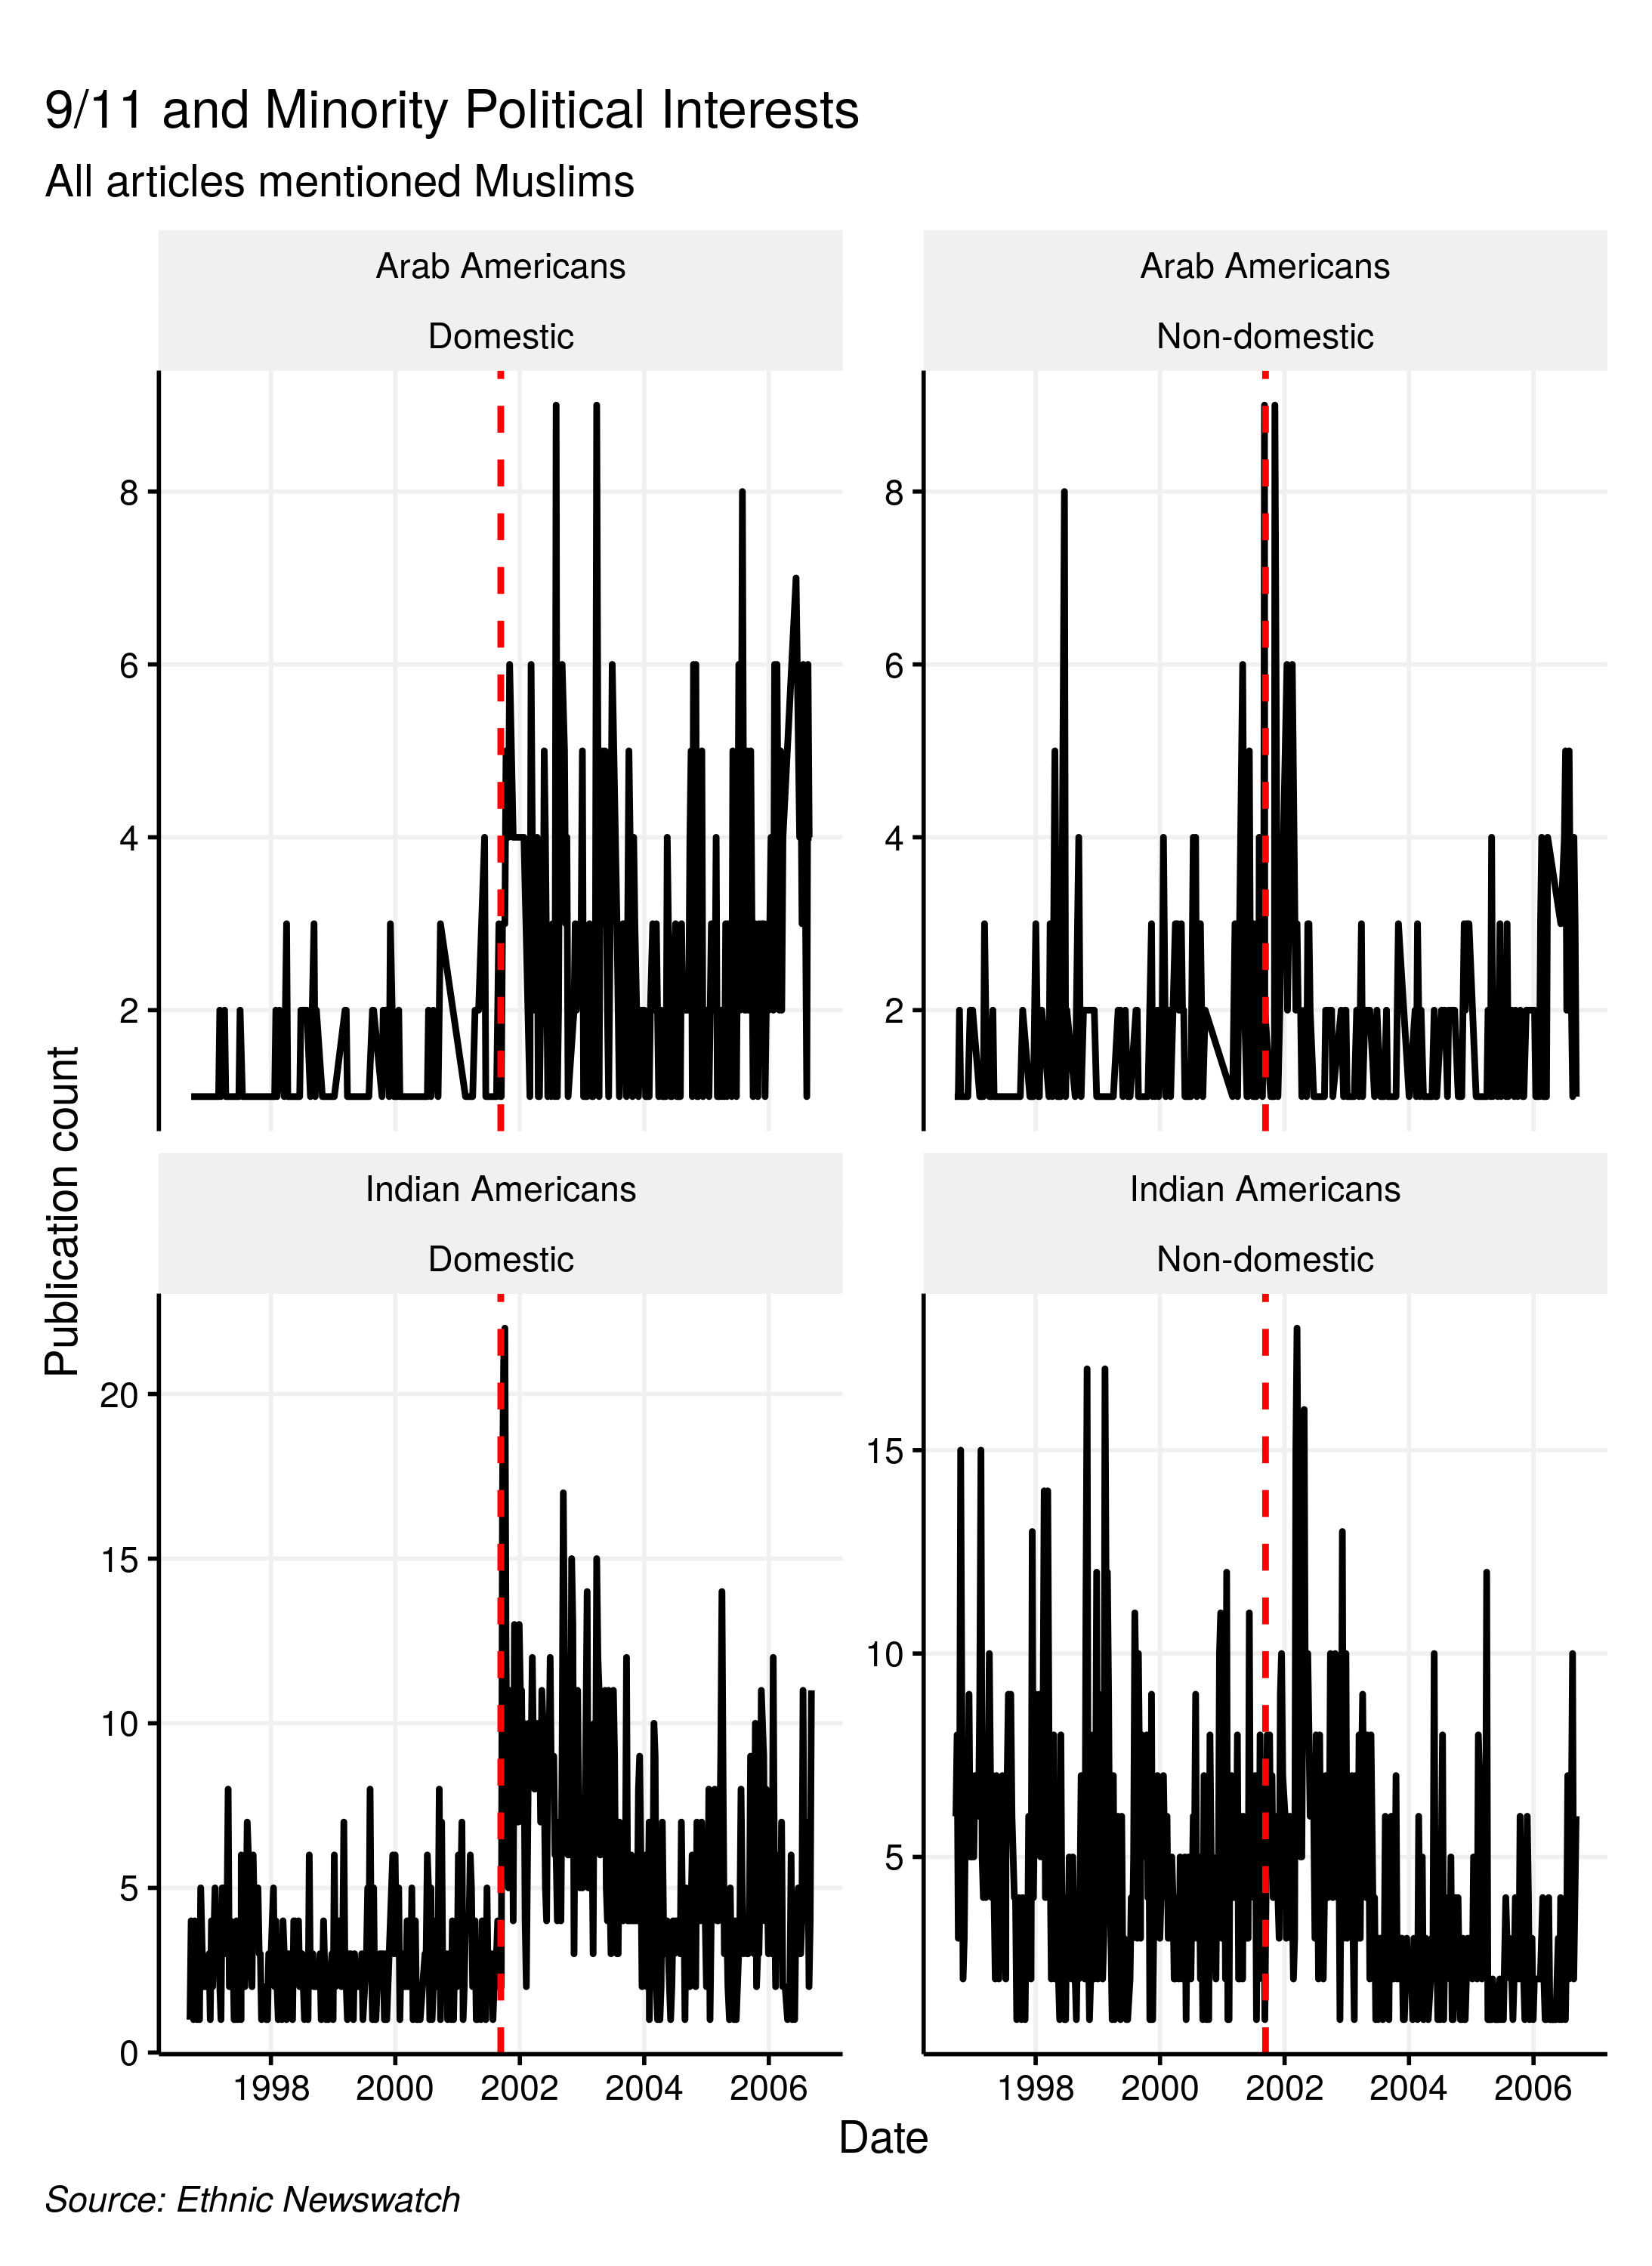 9/11 and Minority Political Interests
All articles mentioned Muslims
Arab Americans
Domestic
Arab Americans
Non-domestic
8
6
4
2
8
6
4
2
Publication count
Indian Americans
Domestic
Indian Americans
Non-domestic
20
15
10
5
0
15
10
5
1998 2000 2002 2004 2006
1998 2000 2002 2004 2006
Date
Source: Ethnic Newswatch